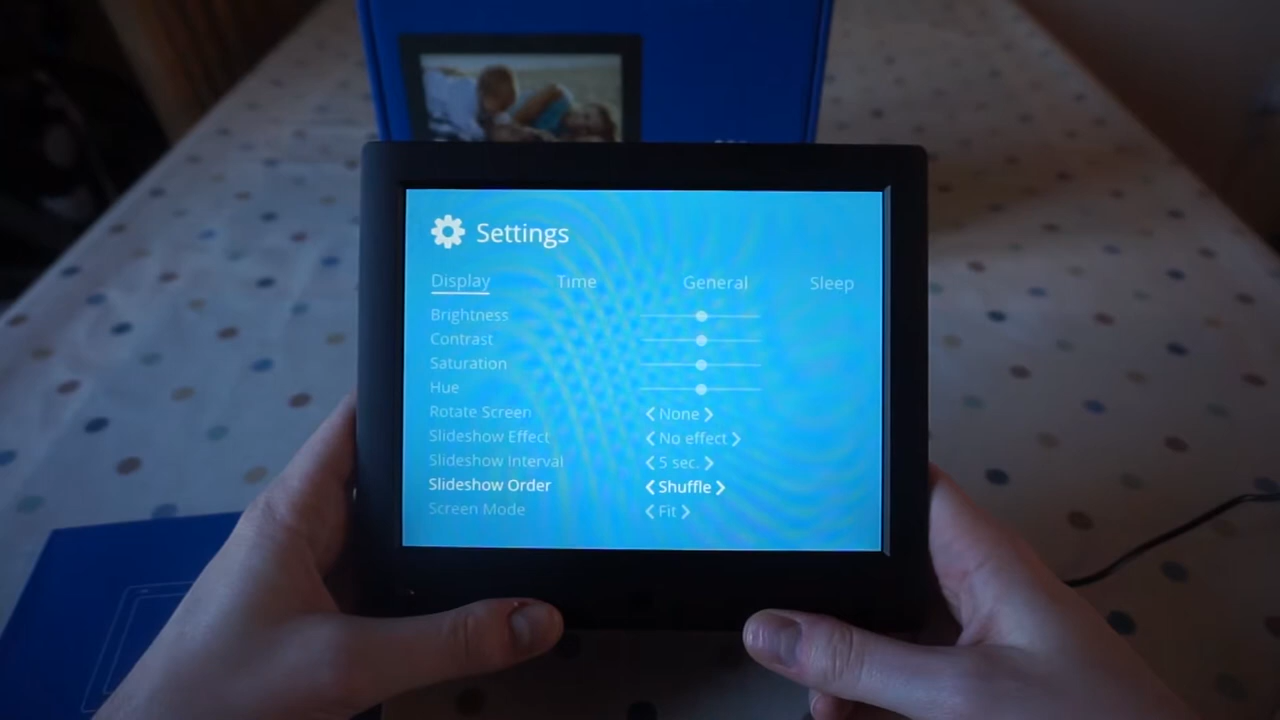 Settings
Display Time General Sleep
Brightness
Contrast
Saturation
Hue
Rotate Screen < None >
Slideshow Effect < No effect >
Slideshow Interval < 5 sec. >
Slideshow Order < Shuffle >
Screen Mode < Fit >